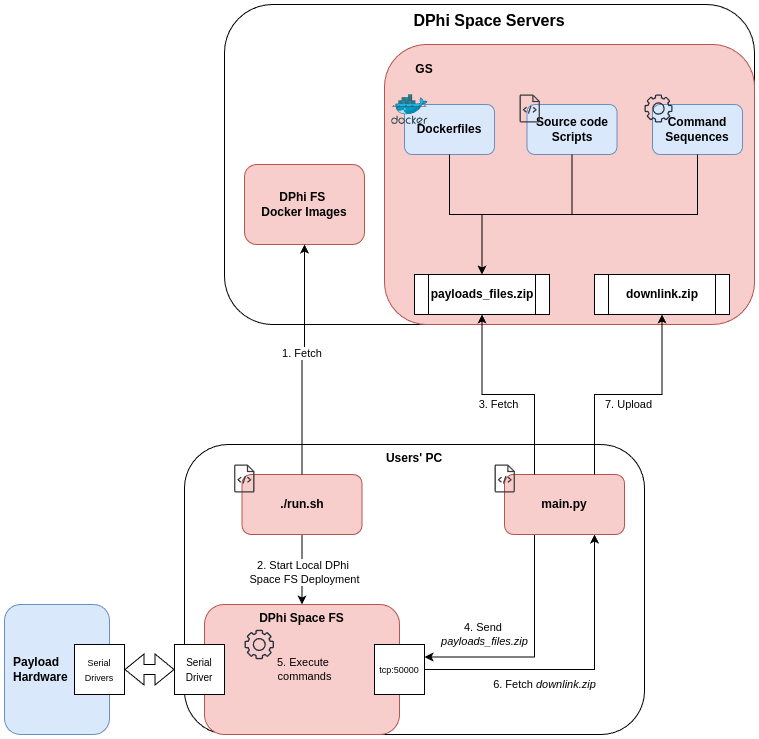 DPhi Space Servers
GS
docker
Dockerfiles
Source code
Scripts
Command
Sequences
DPhi FS
Docker Images
payloads_files.zip
downlink.zip
1. Fetch
3. Fetch
7. Upload
Users' PC
./run.sh
main.py
2. Start Local DPhi
Space FS Deployment
DPhi Space FS
4. Send
payloads_files.zip
Payload
Hardware
Serial
Drivers
Serial
Driver
5. Execute
commands
tcp:50000
6. Fetch downlink.zip